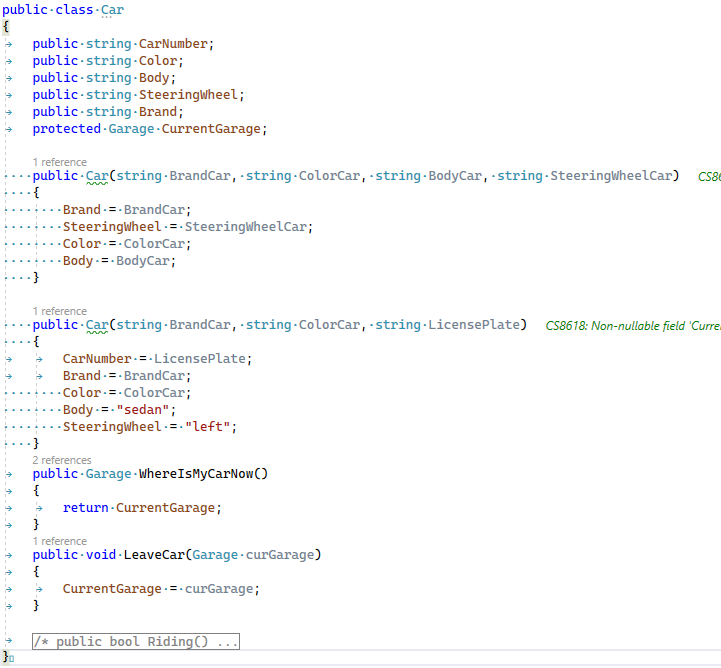 public class Car
{
public string CarNumber;
public string Color;
public string Body;
public string SteeringWheel;
public string Brand;
protected Garage CurrentGarage;
1 reference
public Car(string BrandCar, string ColorCar, string BodyCar, string SteeringWheelCar) CS86
{
Brand = BrandCar;
SteeringWheel = SteeringWheelCar;
Color = ColorCar;
Body = BodyCar;
}
1 reference
public Car(string BrandCar, string ColorCar, string LicensePlate) CS8618: Non-nullable field 'Curre
{
CarNumber = LicensePlate;
Brand = BrandCar;
Color = ColorCar;
Body = "sedan";
SteeringWheel = "left";
}
2 references
public Garage WhereIsMyCarNow()
{
return CurrentGarage;
}
1 reference
public void LeaveCar(Garage curGarage)
{
CurrentGarage = curGarage;
}
/* public bool Riding() ...
}